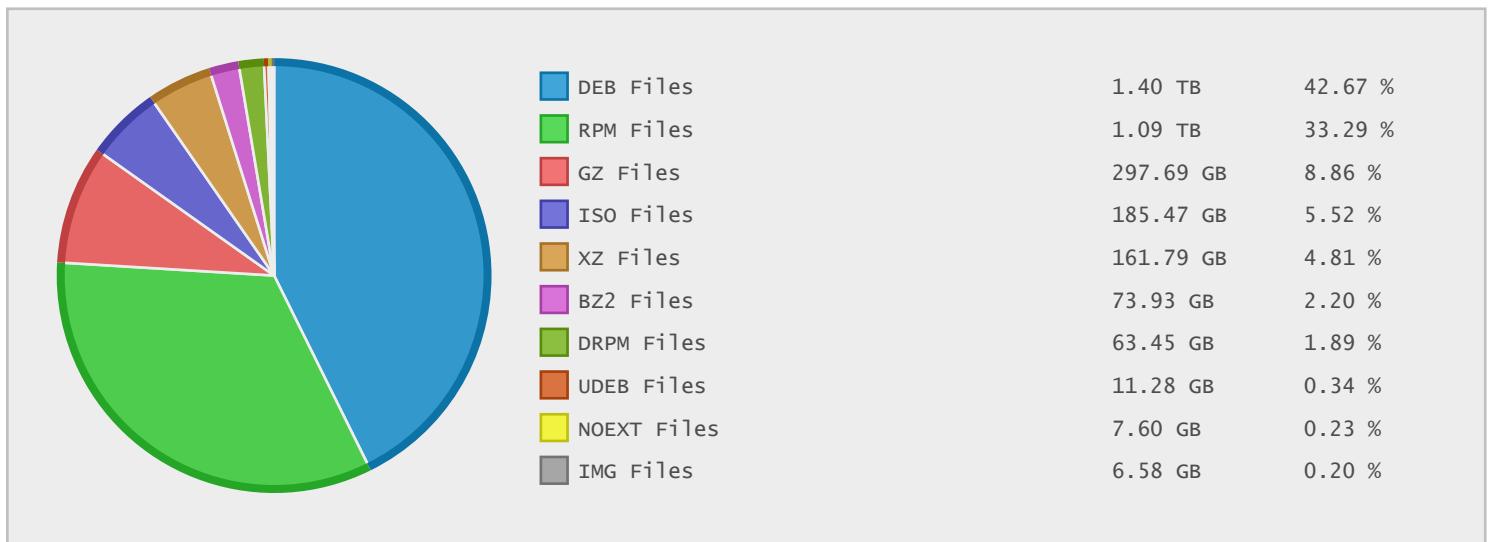 DEB Files 1.40 TB 42.67 %
RPM Files 1.09 TB 33.29 %
GZ Files 297.69 GB 8.86 %
ISO Files 185.47 GB 5.52 %
XZ Files 161.79 GB 4.81 %
BZ2 Files 73.93 GB 2.20 %
DRPM Files 63.45 GB 1.89 %
UDEB Files 11.28 GB 0.34 %
NOEXT Files 7.60 GB 0.23 %
IMG Files 6.58 GB 0.20 %